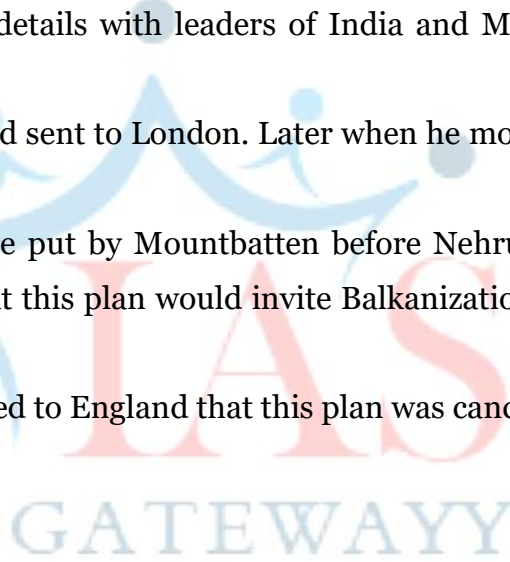 details with leaders of India and M
d sent to London. Later when he mo
e put by Mountbatten before Nehru
t this plan would invite Balkanizatio
ed to England that this plan was canc
IAS
GATEWAYY